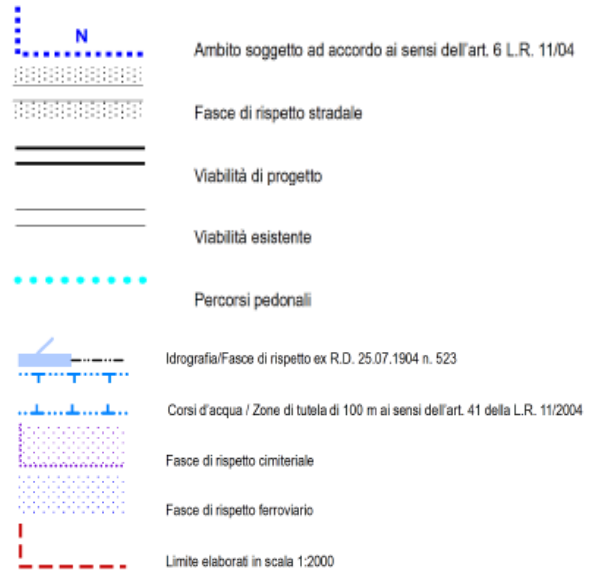 N
Ambito soggetto ad accordo ai sensi dell'art. 6 L.R. 11/04
Fasce di rispetto stradale
Viabilità di progetto
Viabilità esistente
Percorsi pedonali
Idrografia/Fasce di rispetto ex R.D. 25.07.1904 n. 523
Corsi d'acqua / Zone di tutela di 100 m ai sensi dell'art. 41 della L.R. 11/2004
Fasce di rispetto cimiteriale
Fasce di rispetto ferroviario
Limite elaborati in scala 1:2000